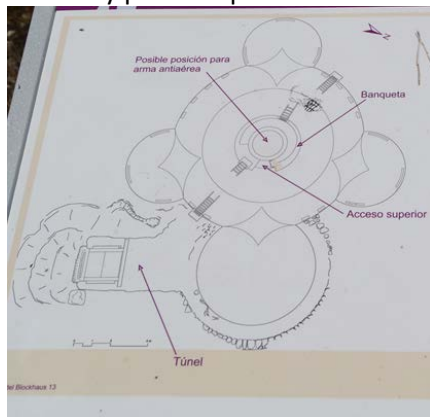 Posible posición para
arma antiaérea
Banqueta
Acceso superior
Túnel
del Blockhaus 13